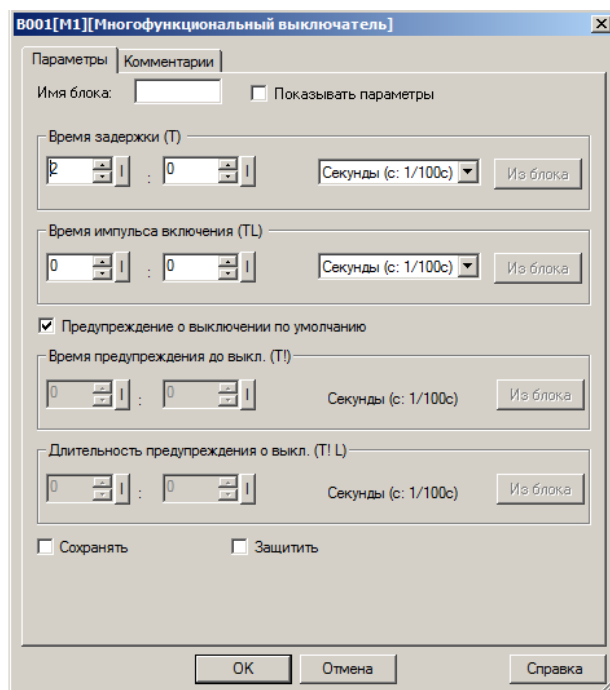 B001[M1][Многофункциональный выключатель]
Параметры Комментарии
Имя блока: Показывать параметры
Время задержки (T)
2 : 0 Секунды (с: 1/100с) Из блока
Время импульса включения (TL)
0 : 0 Секунды (с: 1/100с) Из блока
Предупреждение о выключении по умолчанию
Время предупреждения до выкл. (T!)
0 : 0 Секунды (с: 1/100с) Из блока
Длительность предупреждения о выкл. (T! L)
0 : 0 Секунды (с: 1/100с) Из блока
Сохранять Защитить
OK Отмена Справка